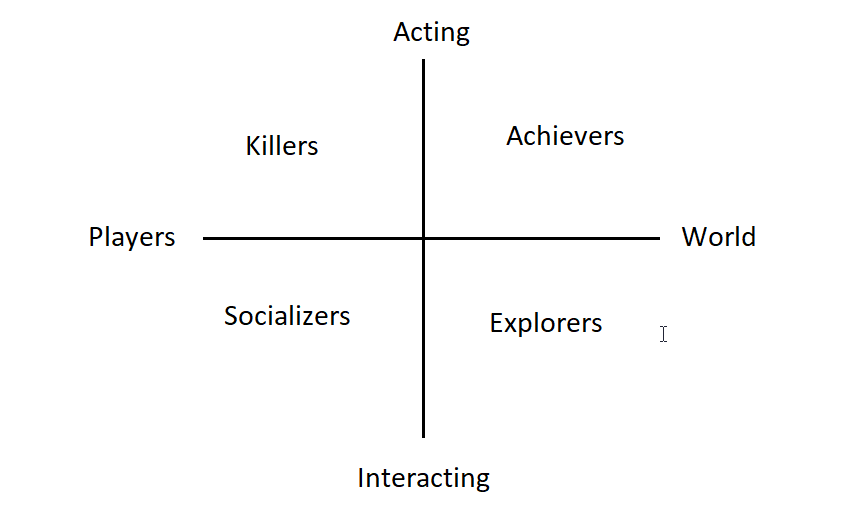 Acting
Killers
Achievers
Players
World
Socializers
Explorers
Interacting